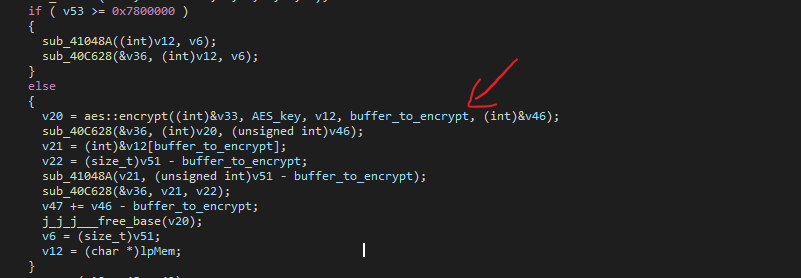 if ( v53 >= 0x7800000 )
{
sub_41048A((int)v12, v6);
sub_40C628(&v36, (int)v12, v6);
}
else
{
v20 = aes::encrypt((int)&v33, AES_key, v12, buffer_to_encrypt, (int)&v46);
sub_40C628(&v36, (int)v20, (unsigned int)v46);
v21 = (int)&v12[buffer_to_encrypt];
v22 = (size_t)v51 - buffer_to_encrypt;
sub_41048A(v21, (unsigned int)v51 - buffer_to_encrypt);
sub_40C628(&v36, v21, v22);
v47 += v46 - buffer_to_encrypt;
j_j_j___free_base(v20);
v6 = (size_t)v51;
v12 = (char *)lpMem;
}